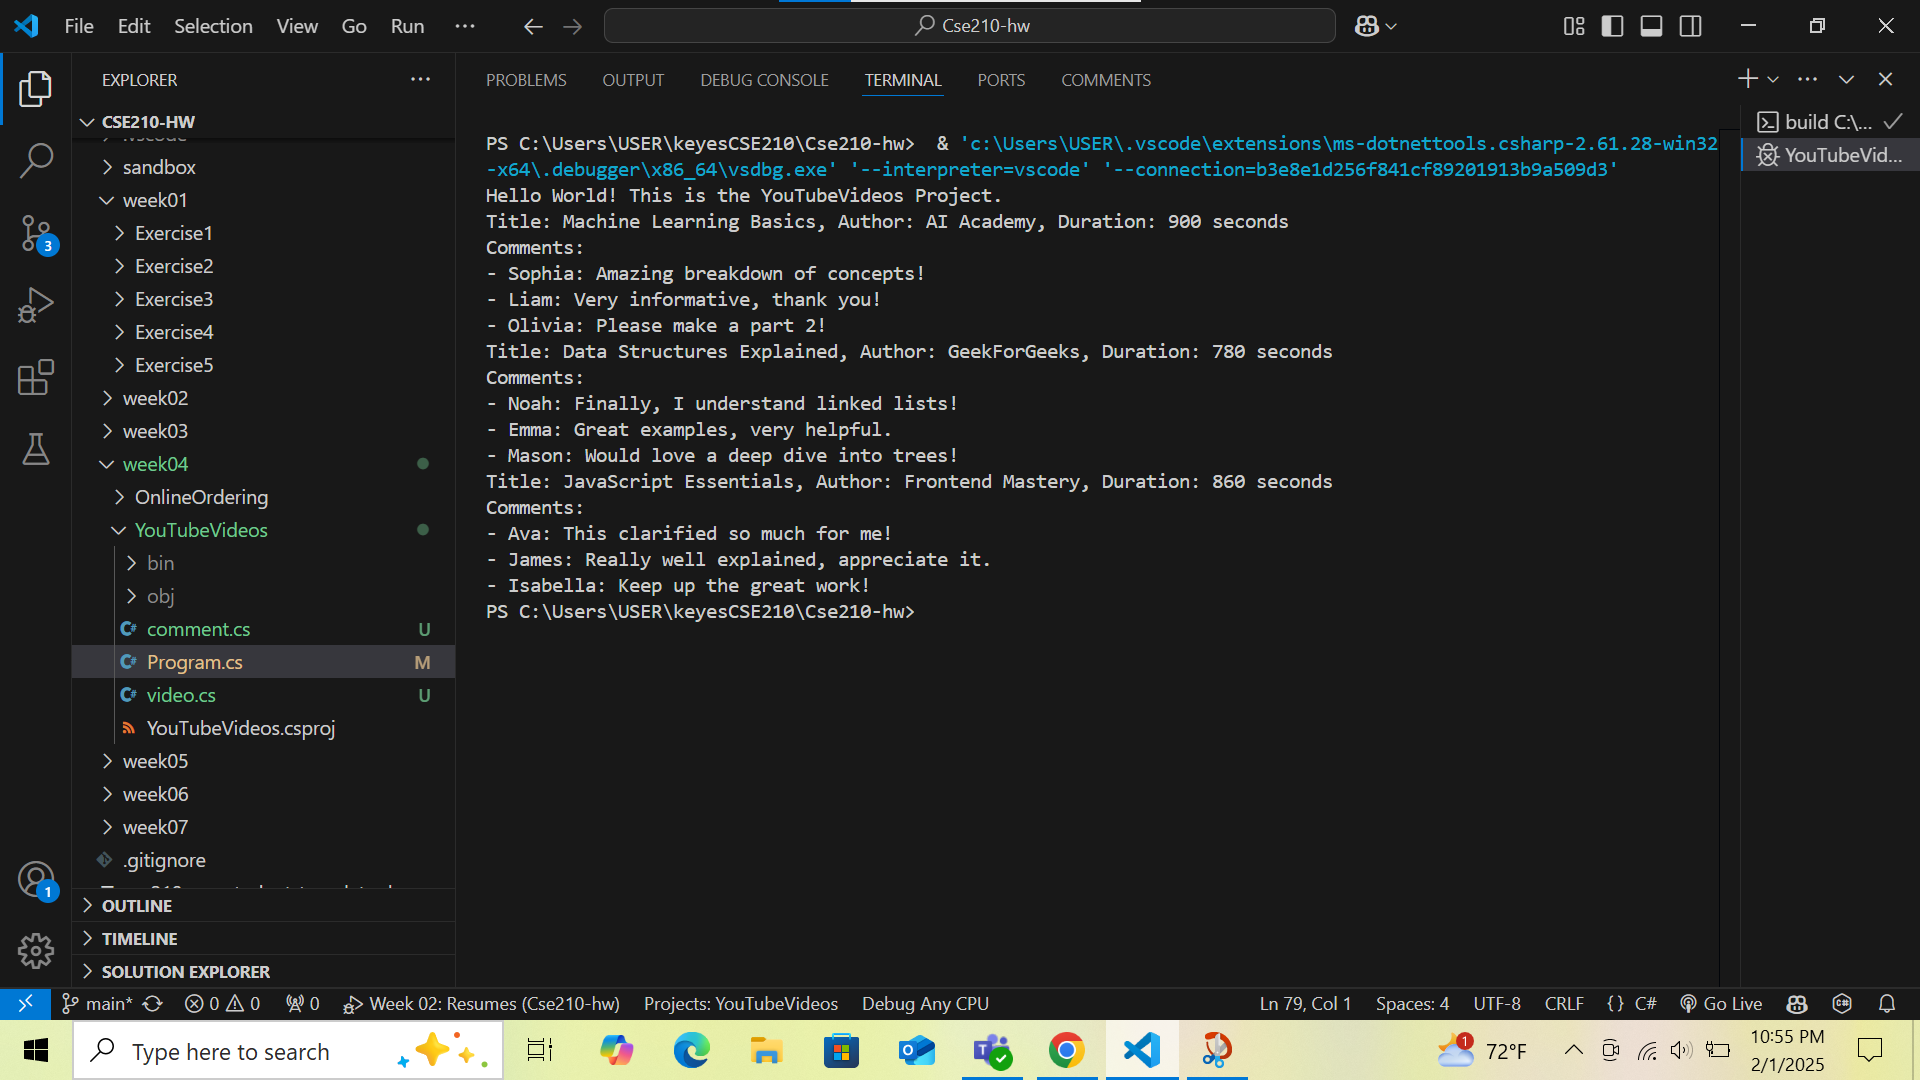 File Edit Selection View Go Run ··· Cse210-hw
EXPLORER ···
CSE210-HW
sandbox
week01
Exercise1
Exercise2
Exercise3
Exercise4
Exercise5
week02
week03
week04
OnlineOrdering
YouTubeVideos
bin
obj
comment.cs U
Program.cs M
video.cs U
YouTubeVideos.csproj
week05
week06
week07
.gitignore
OUTLINE
TIMELINE
SOLUTION EXPLORER
3
1
PROBLEMS OUTPUT DEBUG CONSOLE TERMINAL PORTS COMMENTS
PS C:\Users\USER\keyesCSE210\Cse210-hw>  & 'c:\Users\USER\.vscode\extensions\ms-dotnettools.csharp-2.61.28-win32
-x64\.debugger\x86_64\vsdbg.exe' '--interpreter=vscode' '--connection=b3e8e1d256f841cf89201913b9a509d3'
Hello World! This is the YouTubeVideos Project.
Title: Machine Learning Basics, Author: AI Academy, Duration: 900 seconds
Comments:
- Sophia: Amazing breakdown of concepts!
- Liam: Very informative, thank you!
- Olivia: Please make a part 2!
Title: Data Structures Explained, Author: GeekForGeeks, Duration: 780 seconds
Comments:
- Noah: Finally, I understand linked lists!
- Emma: Great examples, very helpful.
- Mason: Would love a deep dive into trees!
Title: JavaScript Essentials, Author: Frontend Mastery, Duration: 860 seconds
Comments:
- Ava: This clarified so much for me!
- James: Really well explained, appreciate it.
- Isabella: Keep up the great work!
PS C:\Users\USER\keyesCSE210\Cse210-hw>
build C:\...
YouTubeVid...
main* 0 0 0 Week 02: Resumes (Cse210-hw) Projects: YouTubeVideos Debug Any CPU Ln 79, Col 1 Spaces: 4 UTF-8 CRLF {} C# Go Live
Type here to search 1 72°F 10:55 PM
2/1/2025